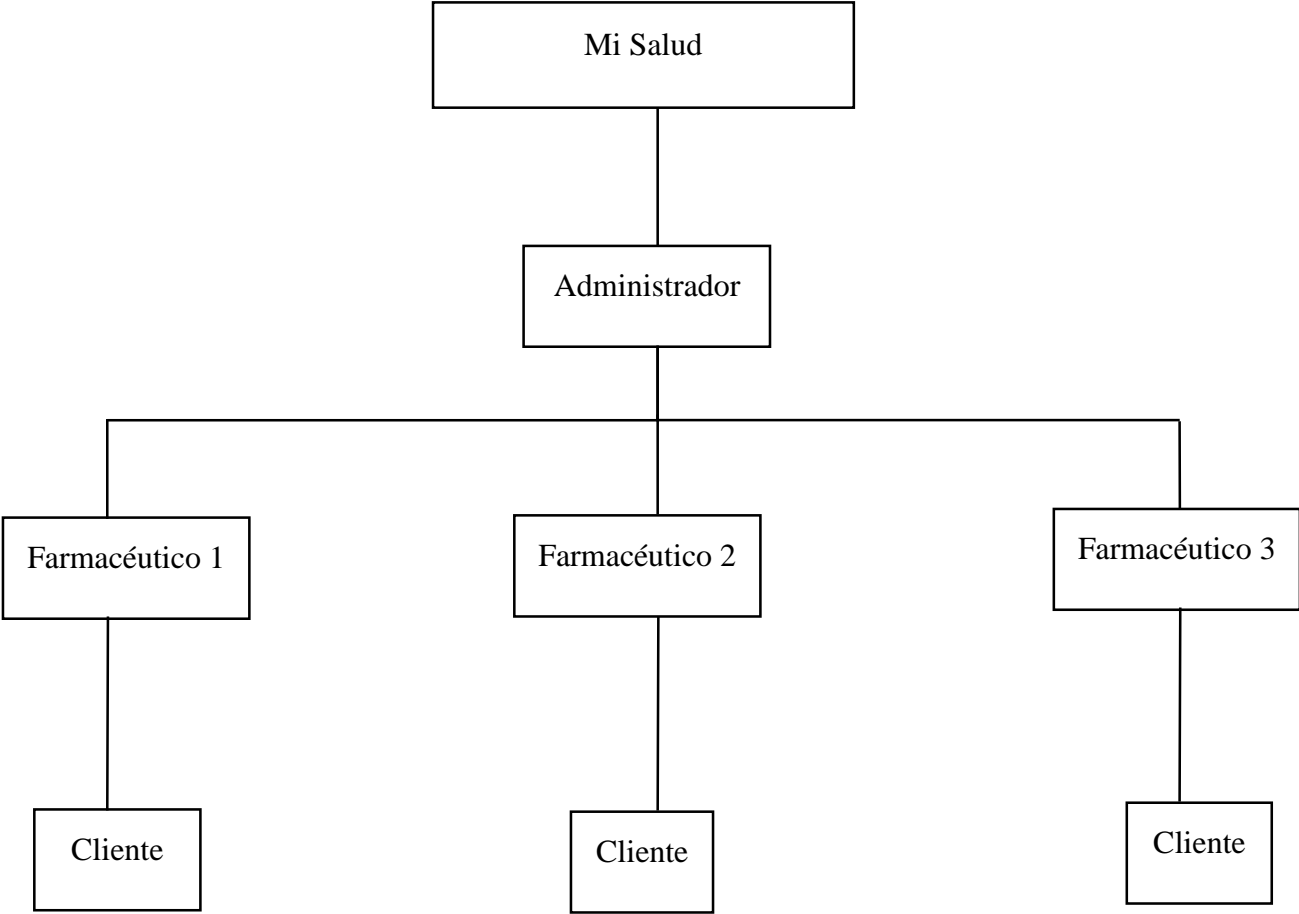 Mi Salud
Administrador
Farmacéutico 1
Farmacéutico 2
Farmacéutico 3
Cliente
Cliente
Cliente